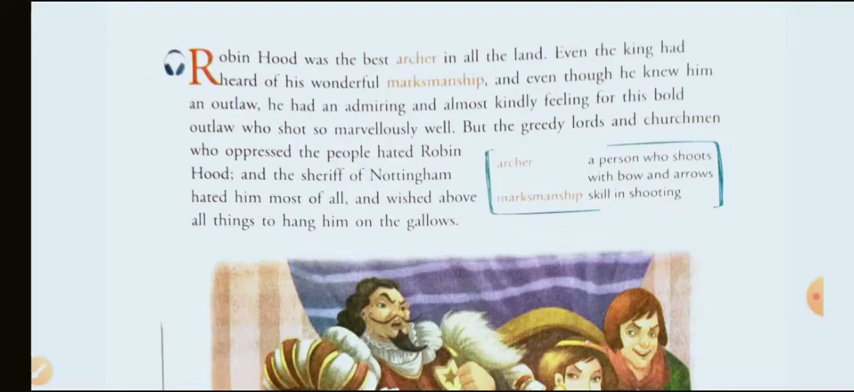 Robin Hood was the best archer in all the land. Even the king had
heard of his wonderful marksmanship, and even though he knew him
an outlaw, he had an admiring and almost kindly feeling for this bold
outlaw who shot so marvellously well. But the greedy lords and churchmen
who oppressed the people hated Robin
Hood; and the sheriff of Nottingham
hated him most of all, and wished above
all things to hang him on the gallows.
archer a person who shoots
with bow and arrows
marksmanship skill in shooting